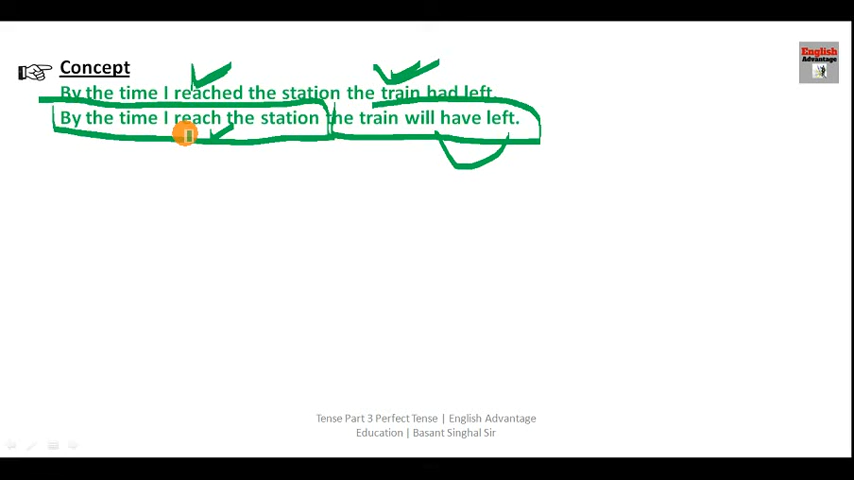 Concept
By the time I reached the station the train had left.
By the time I reach the station the train will have left.
English
Advantage
Tense Part 3 Perfect Tense | English Advantage
Education | Basant Singhal Sir